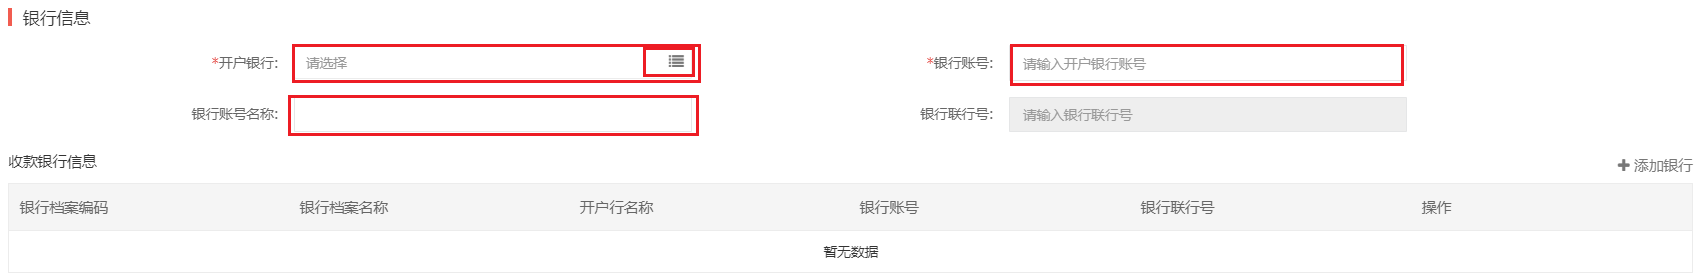 银行信息
*开户银行: 请选择 *银行账号: 请输入开户银行账号
银行账号名称: 银行联行号: 请输入银行联行号
收款银行信息 添加银行
银行档案编码 银行档案名称 开户行名称 银行账号 银行联行号 操作
暂无数据